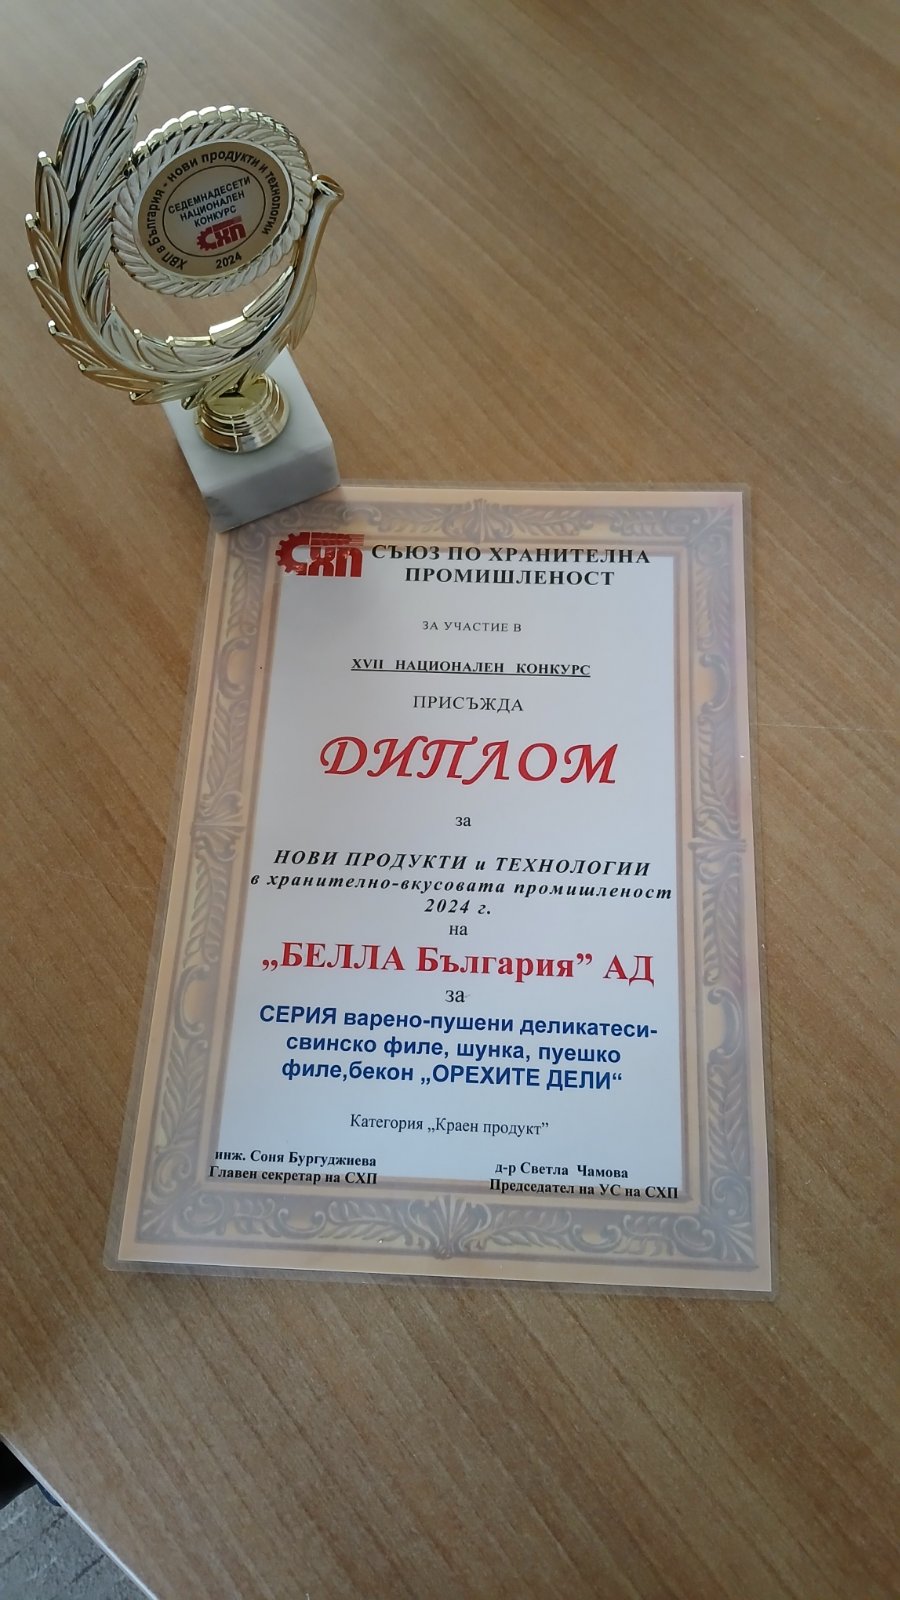 ХВП в България - нови продукти и технологии
СЕДЕМНАДЕСЕТИ
НАЦИОНАЛЕН
КОНКУРС
СХП
2024
СХП
СЪЮЗ ПО ХРАНИТЕЛНА
ПРОМИШЛЕНОСТ
ЗА УЧАСТИЕ В
XVII НАЦИОНАЛЕН КОНКУРС
ПРИСЪЖДА
ДИПЛОМ
за
НОВИ ПРОДУКТИ и ТЕХНОЛОГИИ
в хранително-вкусовата промишленост
2024 г.
на
„БЕЛЛА България” АД
за
СЕРИЯ варено-пушени деликатеси-
свинско филе, шунка, пуешко
филе,бекон „ОРЕХИТЕ ДЕЛИ“
Категория „Краен продукт”
инж. Соня Бургуджиева
Главен секретар на СХП
д-р Светла Чамова
Председател на УС на СХП